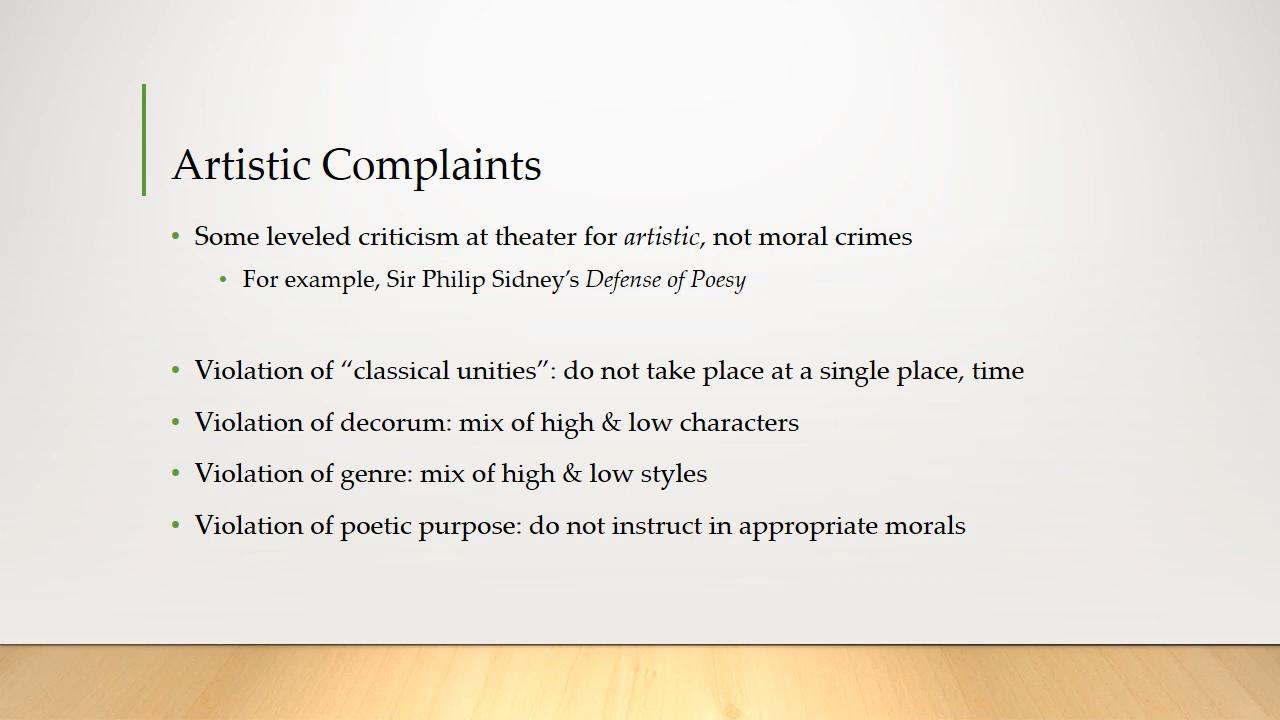 Artistic Complaints
• Some leveled criticism at theater for artistic, not moral crimes
• For example, Sir Philip Sidney’s Defense of Poesy
• Violation of “classical unities”: do not take place at a single place, time
• Violation of decorum: mix of high & low characters
• Violation of genre: mix of high & low styles
• Violation of poetic purpose: do not instruct in appropriate morals